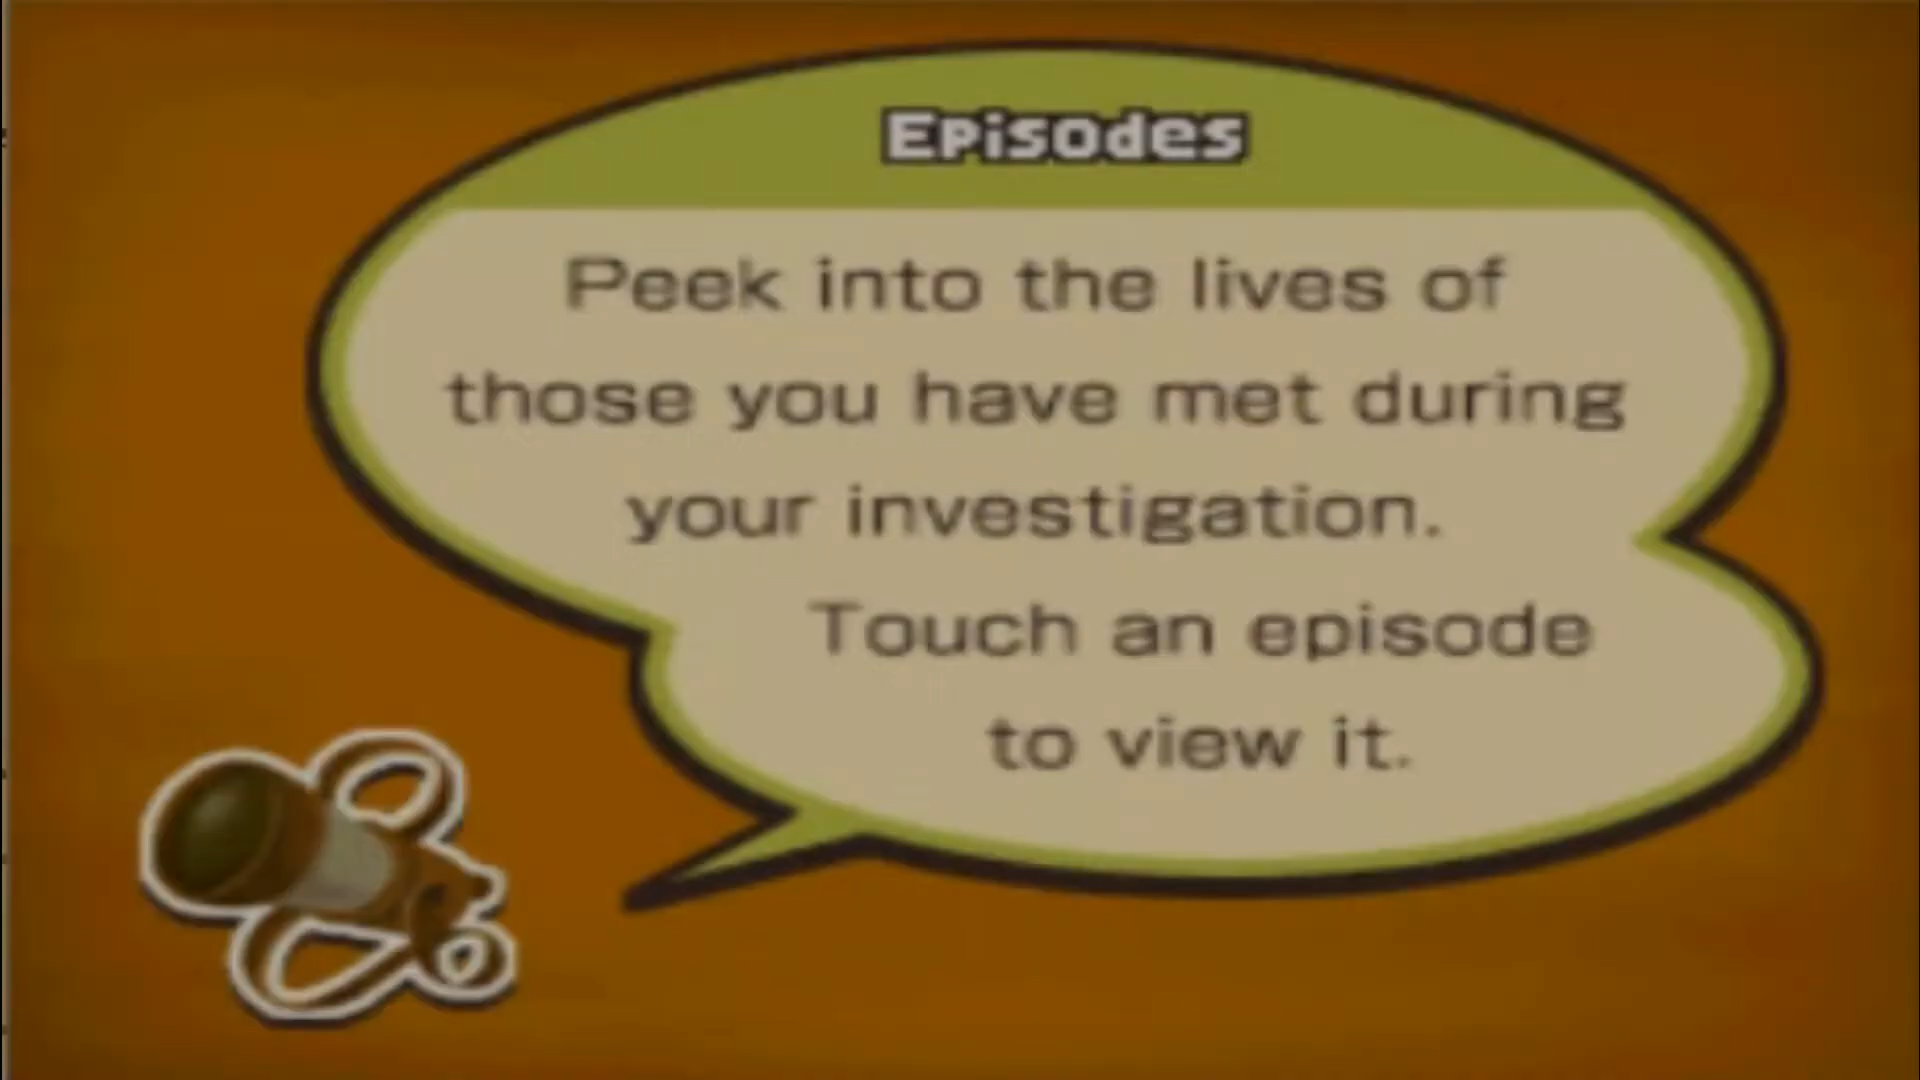 Episodes
Peek into the lives of
those you have met during
your investigation.
Touch an episode
to view it.